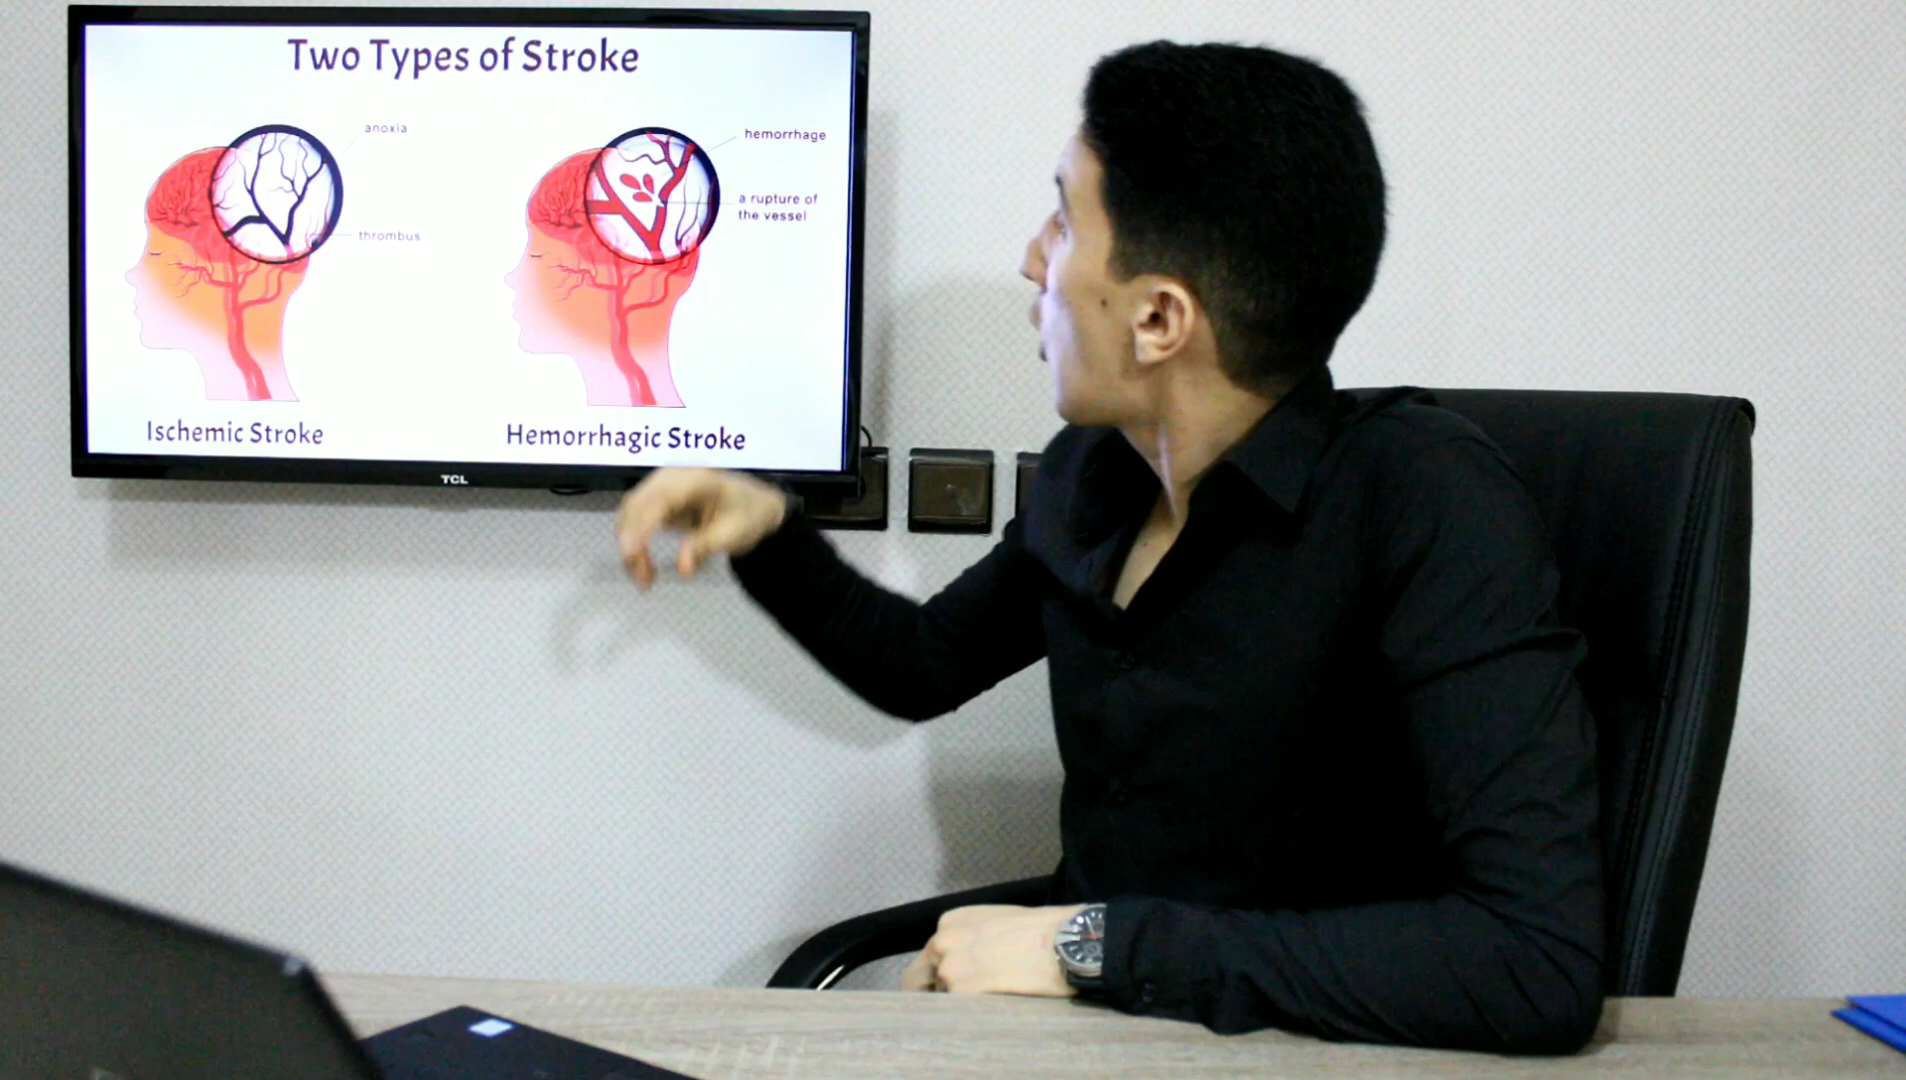 Two Types of Stroke
anoxia
thrombus
hemorrhage
a rupture of
the vessel
Ischemic Stroke
Hemorrhagic Stroke
TCL